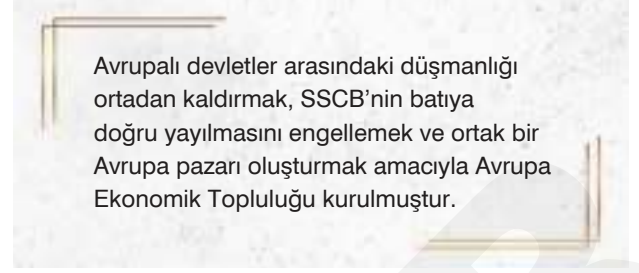 Avrupalı devletler arasındaki düşmanlığı
ortadan kaldırmak, SSCB’nin batıya
doğru yayılmasını engellemek ve ortak bir
Avrupa pazarı oluşturmak amacıyla Avrupa
Ekonomik Topluluğu kurulmuştur.